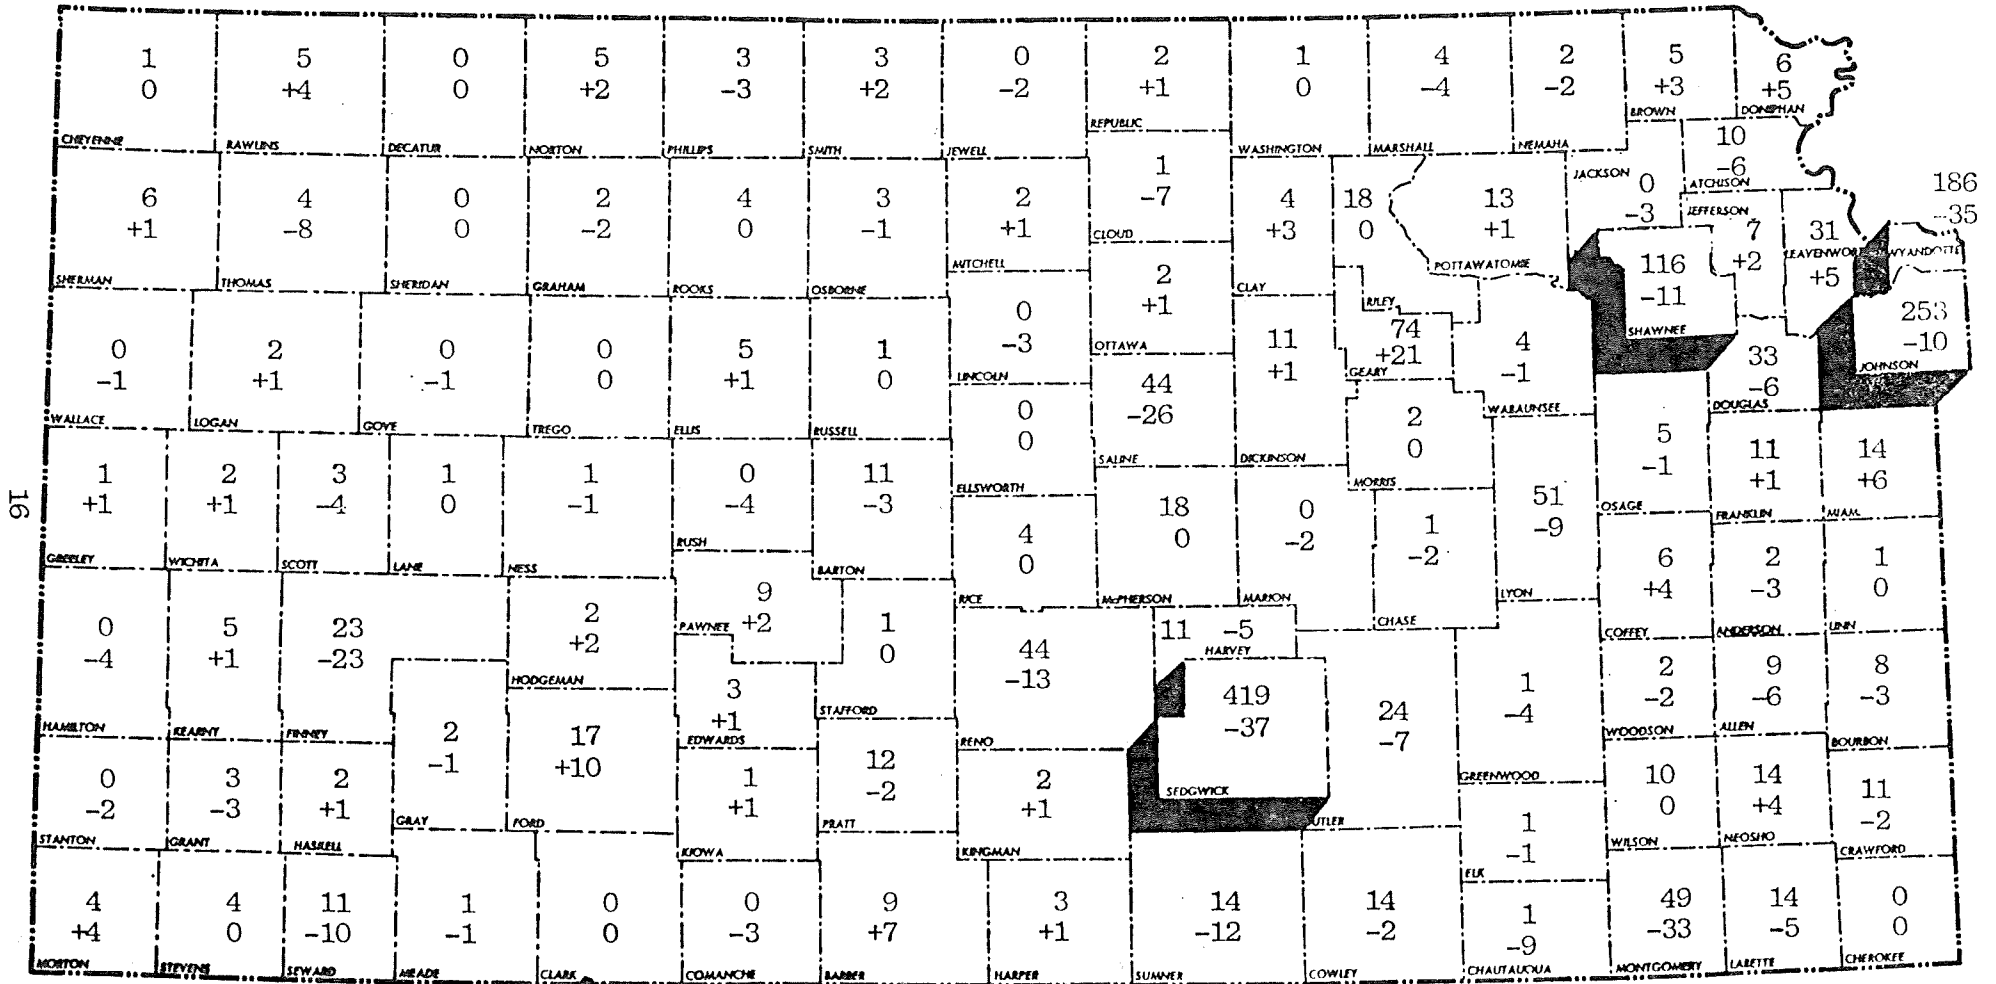 1
0
CHEYENNE
5
+4
RAWLINS
0
0
DECATUR
5
+2
NORTON
3
-3
PHILLIPS
3
+2
SMITH
0
-2
JEWELL
2
+1
REPUBLIC
1
0
WASHINGTON
4
-4
MARSHALL
2
-2
NEMAHA
5
+3
BROWN
6
+5
DONIPHAN
10
-6
ATCHISON
6
+1
SHERMAN
4
-8
THOMAS
0
0
SHERIDAN
2
-2
GRAHAM
4
0
ROOKS
3
-1
OSBORNE
2
+1
MITCHELL
1
-7
CLOUD
4
+3
CLAY
18
0
RILEY
13
+1
POTTAWATOMIE
JACKSON
0
-3
JEFFERSON
7
+2
31
LEAVENWORTH
+5
186
-35
WYANDOTTE
116
-11
SHAWNEE
253
-10
JOHNSON
0
-1
WALLACE
2
+1
LOGAN
0
-1
GOVE
0
0
TREGO
5
+1
ELLIS
1
0
RUSSELL
0
-3
LINCOLN
2
+1
OTTAWA
11
+1
DICKINSON
74
+21
GEARY
4
-1
WABAUNSEE
33
-6
DOUGLAS
0
0
ELLSWORTH
44
-26
SALINE
2
0
MORRIS
5
-1
OSAGE
11
+1
FRANKLIN
14
+6
MIAMI
16
1
+1
GREELEY
2
+1
WICHITA
3
-4
SCOTT
1
0
LANE
1
-1
NESS
0
-4
RUSH
11
-3
BARTON
4
0
RICE
18
0
McPHERSON
0
-2
MARION
1
-2
CHASE
51
-9
LYON
6
+4
COFFEY
2
-3
ANDERSON
1
0
LINN
0
-4
HAMILTON
5
+1
KEARNY
23
-23
FINNEY
2
+2
HODGEMAN
9
PAWNEE +2
1
0
STAFFORD
44
-13
RENO
11 -5
HARVEY
419
-37
SEDGWICK
24
-7
BUTLER
1
-4
GREENWOOD
2
-2
WOODSON
9
-6
ALLEN
8
-3
BOURBON
0
-2
STANTON
3
-3
GRANT
2
+1
HASKELL
2
-1
GRAY
17
+10
FORD
3
+1
EDWARDS
1
+1
KIOWA
12
-2
PRATT
2
+1
KINGMAN
1
-1
ELK
10
0
WILSON
14
+4
NEOSHO
11
-2
CRAWFORD
4
+4
MORTON
4
0
STEVENS
11
-10
SEWARD
1
-1
MEADE
0
0
CLARK
0
-3
COMANCHE
9
+7
BARBER
3
+1
HARPER
14
-12
SUMNER
14
-2
COWLEY
1
-9
CHAUTAUQUA
49
-33
MONTGOMERY
14
-5
LABETTE
0
0
CHEROKEE